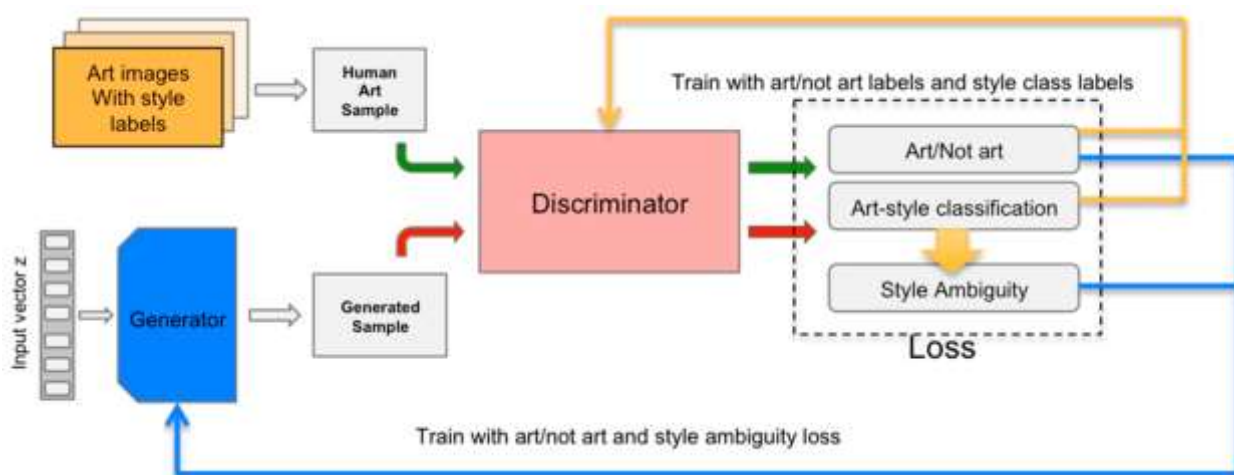 Art images
With style
labels
Human
Art
Sample
Train with art/not art labels and style class labels
Art/Not art
Discriminator
Art-style classification
Input vector z
Generator
Generated
Sample
Style Ambiguity
Loss
Train with art/not art and style ambiguity loss